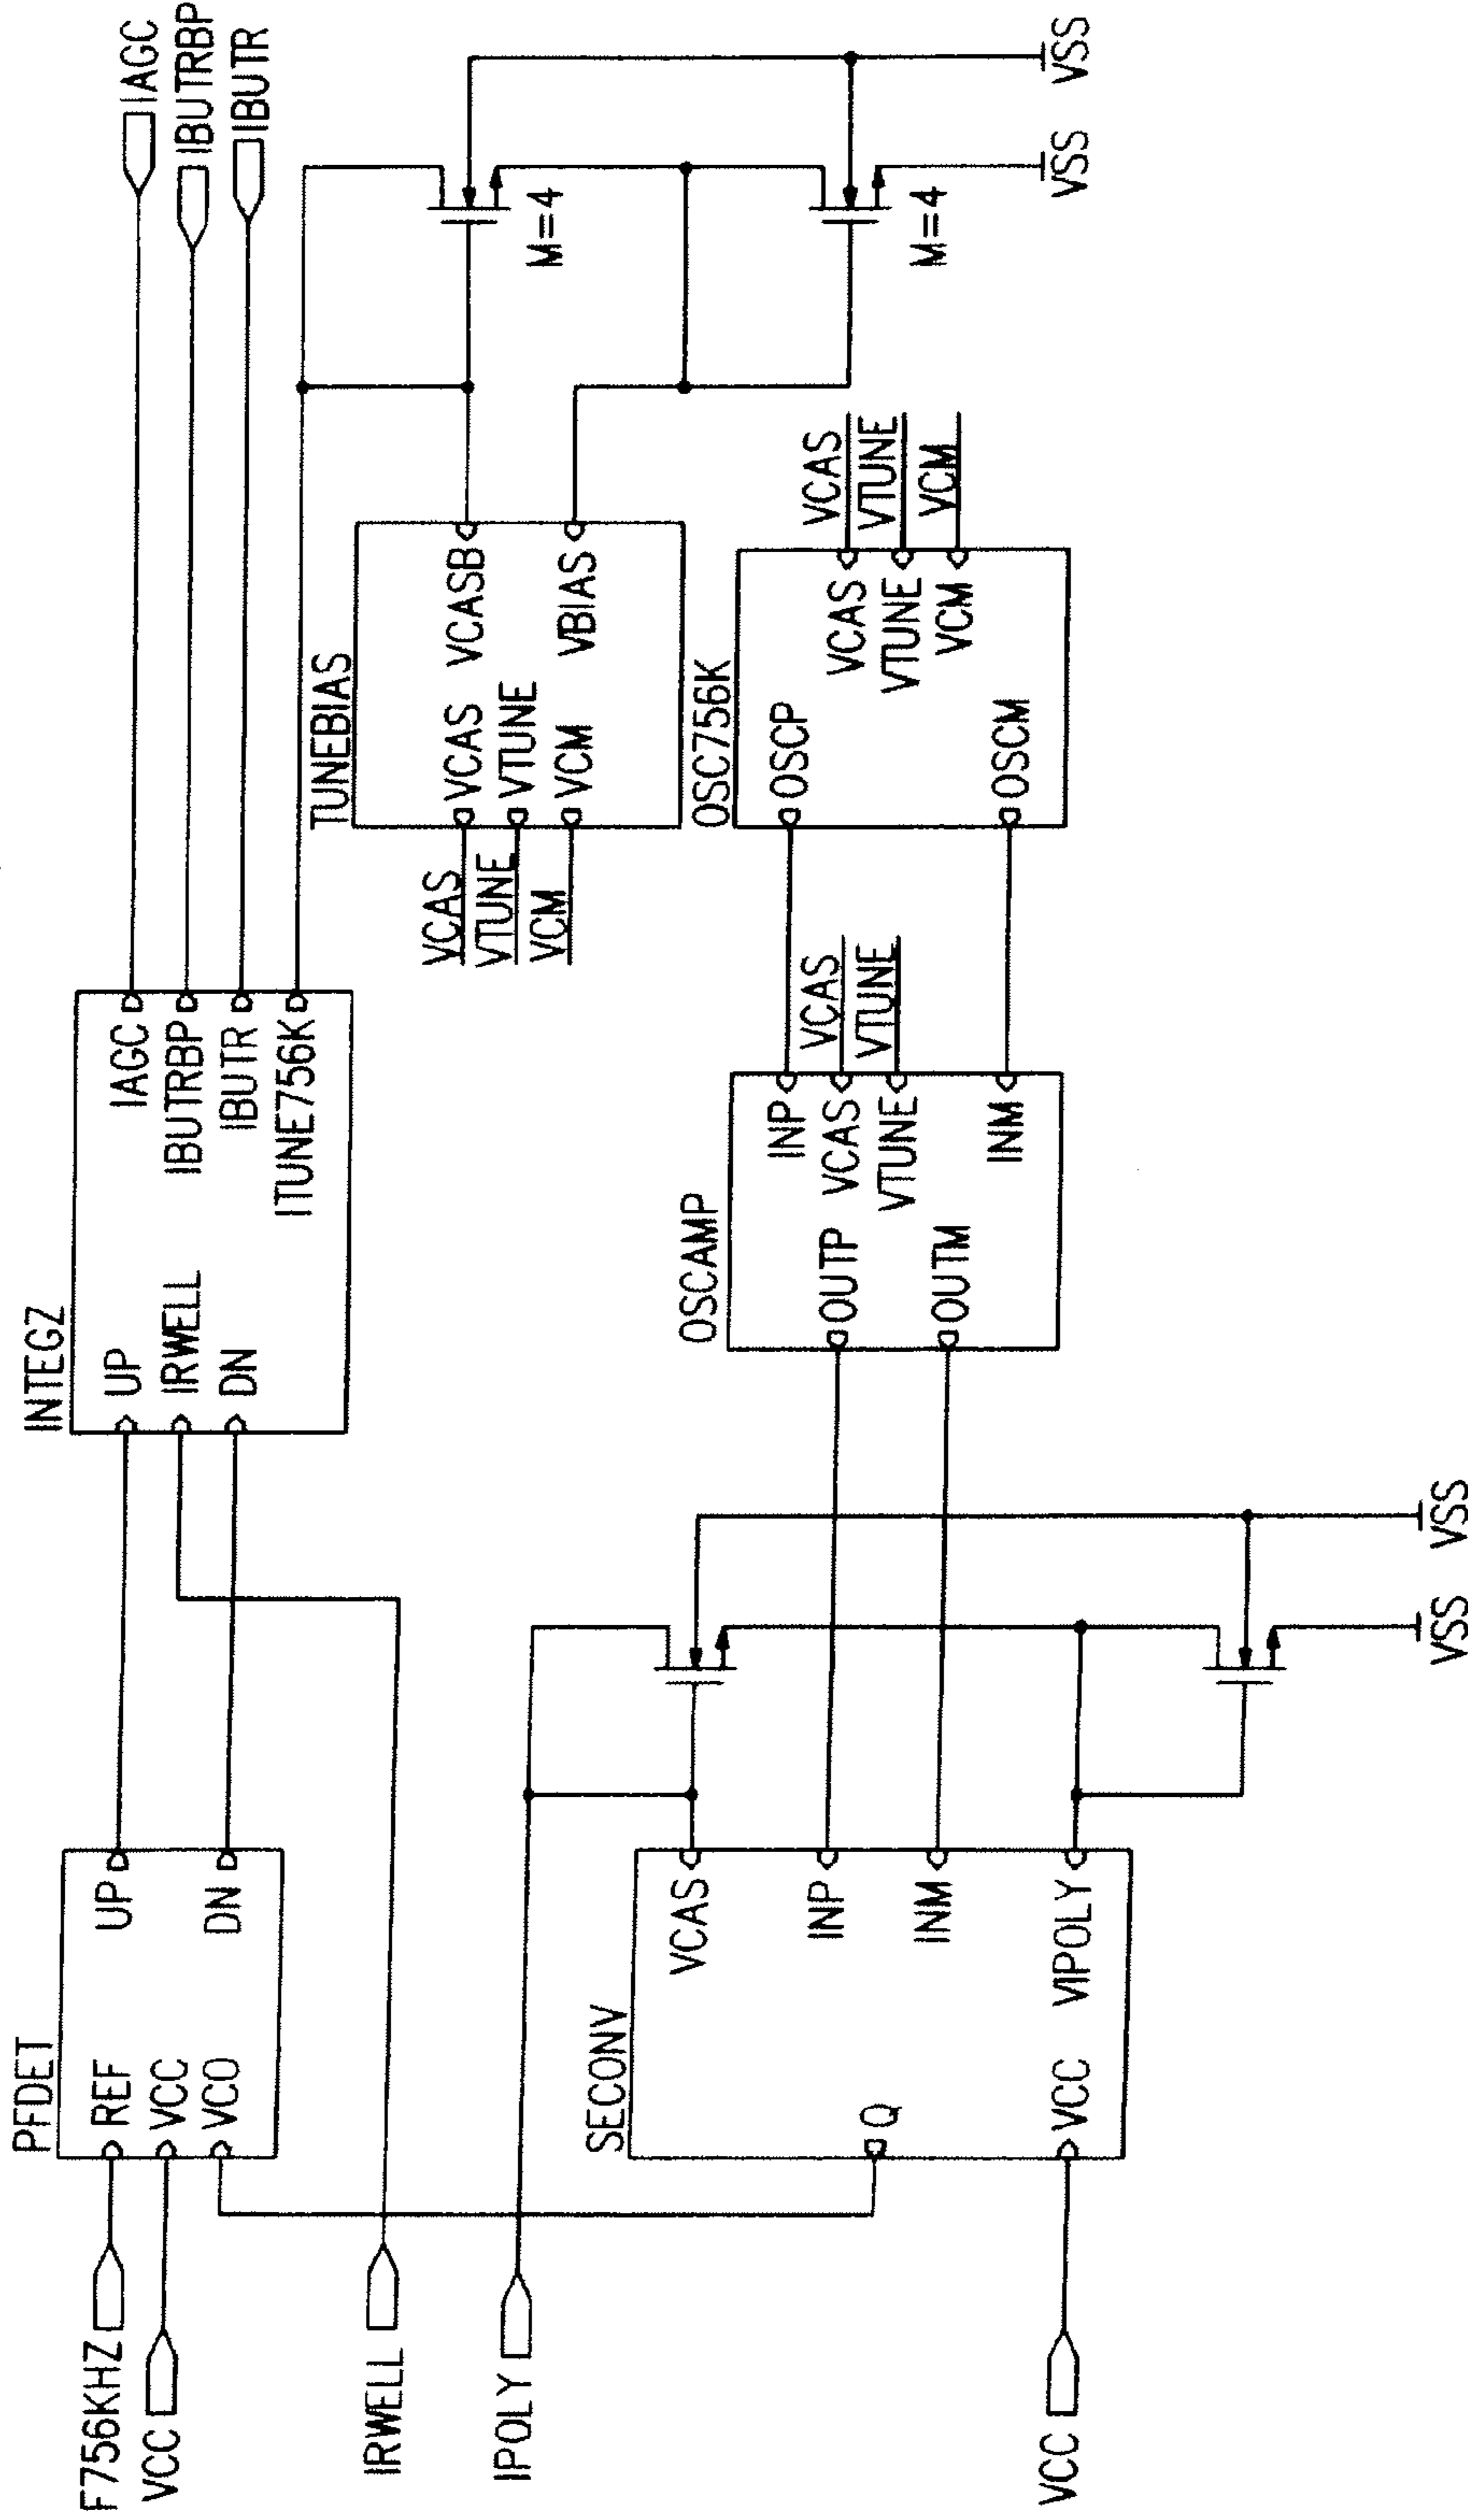 PFDET
REF
VCC
VCO
UP
DN
F756KHZ
VCC
IRWELL
IPOLY
VCC
INTEGZ
UP
IRWELL
DN
IAGC
IBUTRBP
IBUTR
ITUNE756K
IAGC
IBUTRBP
IBUTR
TUNEBIAS
VCAS
VTUNE
VCM
VCAS
VTUNE
VCM
VCASB
VBIAS
M=4
M=4
VSS
VSS
SECONV
Q
VCC
VCAS
INP
INM
VIPOLY
VSS
VSS
OSCAMP
OUTP
OUTM
INP
VCAS
VTUNE
INM
VCAS
VTUNE
OSC756K
OSCP
OSCM
VCAS
VTUNE
VCM
VCAS
VTUNE
VCM